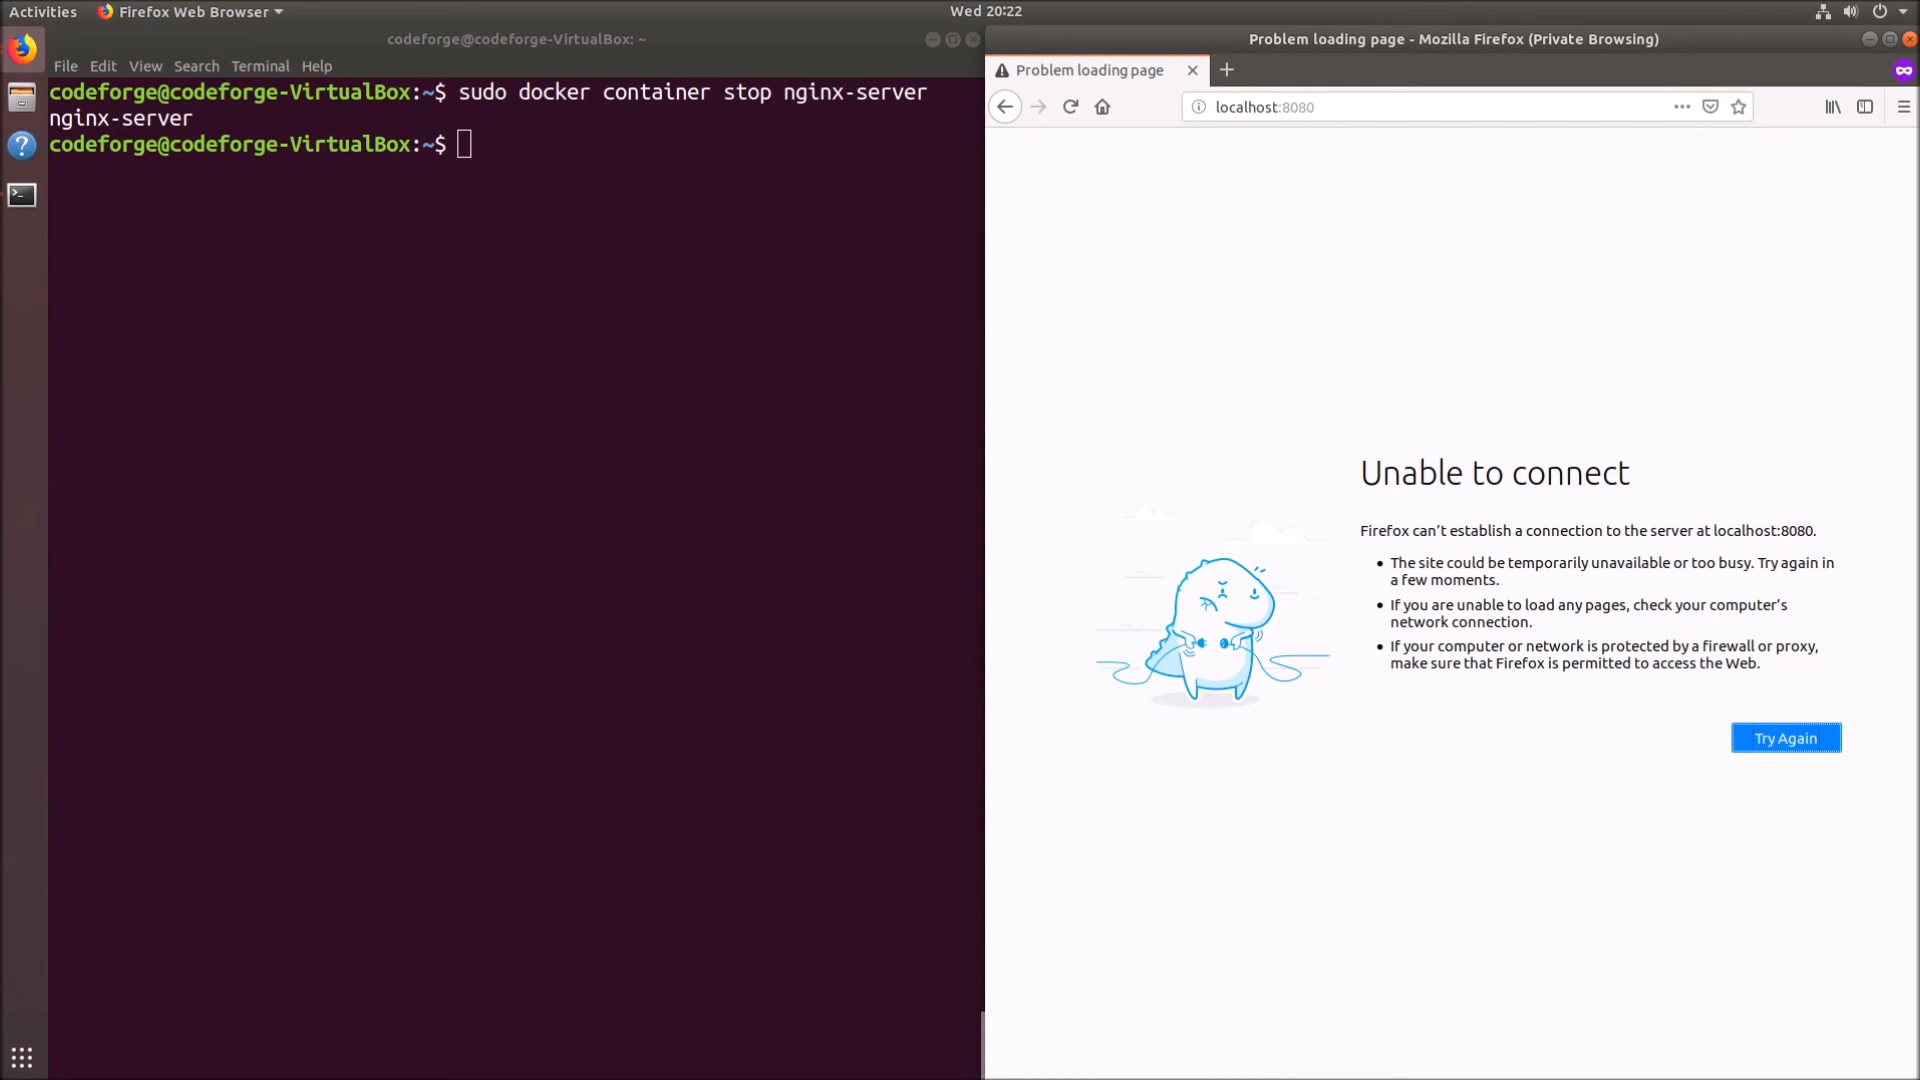 Activities Firefox Web Browser Wed 20:22
codeforge@codeforge-VirtualBox: ~
File Edit View Search Terminal Help
codeforge@codeforge-VirtualBox:~$ sudo docker container stop nginx-server
nginx-server
codeforge@codeforge-VirtualBox:~$
Problem loading page - Mozilla Firefox (Private Browsing)
Problem loading page
localhost:8080
Unable to connect
Firefox can’t establish a connection to the server at localhost:8080.
• The site could be temporarily unavailable or too busy. Try again in
a few moments.
• If you are unable to load any pages, check your computer’s
network connection.
• If your computer or network is protected by a firewall or proxy,
make sure that Firefox is permitted to access the Web.
Try Again